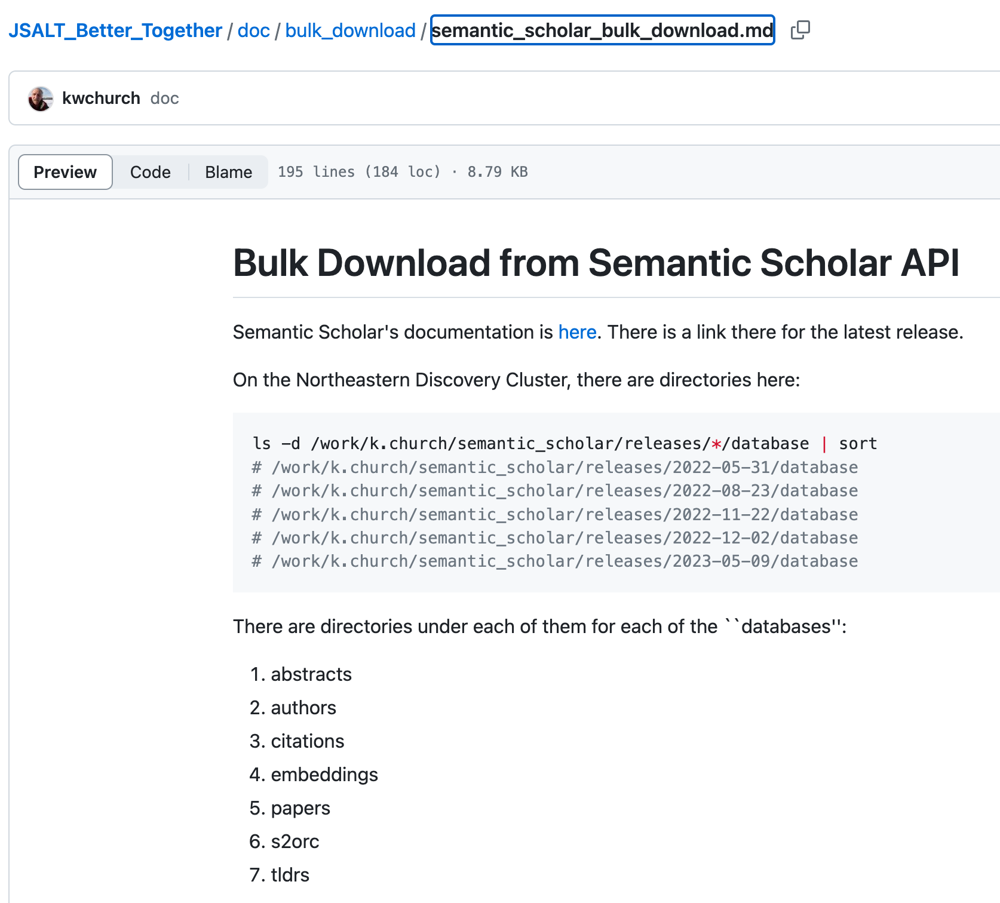 JSALT_Better_Together / doc / bulk_download / semantic_scholar_bulk_download.md
kwchurch doc
Preview Code Blame 195 lines (184 loc) · 8.79 KB
Bulk Download from Semantic Scholar API
Semantic Scholar's documentation is here. There is a link there for the latest release.
On the Northeastern Discovery Cluster, there are directories here:
ls -d /work/k.church/semantic_scholar/releases/*/database | sort
# /work/k.church/semantic_scholar/releases/2022-05-31/database
# /work/k.church/semantic_scholar/releases/2022-08-23/database
# /work/k.church/semantic_scholar/releases/2022-11-22/database
# /work/k.church/semantic_scholar/releases/2022-12-02/database
# /work/k.church/semantic_scholar/releases/2023-05-09/database
There are directories under each of them for each of the ``databases'':
1. abstracts
2. authors
3. citations
4. embeddings
5. papers
6. s2orc
7. tldrs